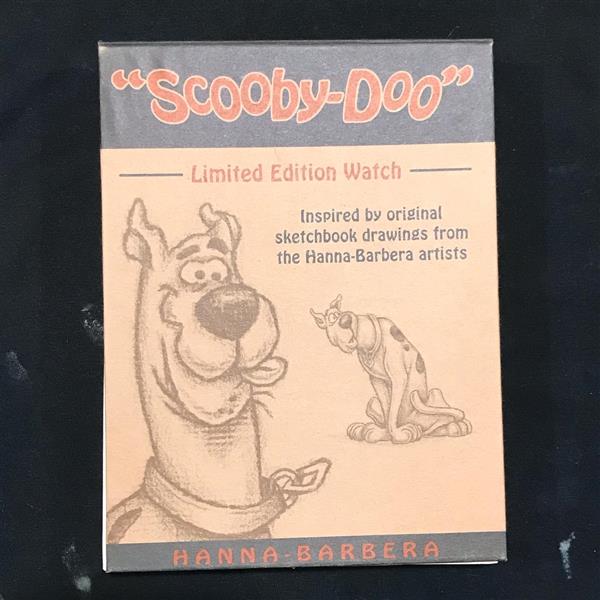 "Scooby-Doo"
Limited Edition Watch
Inspired by original
sketchbook drawings from
the Hanna-Barbera artists
HANNA-BARBERA